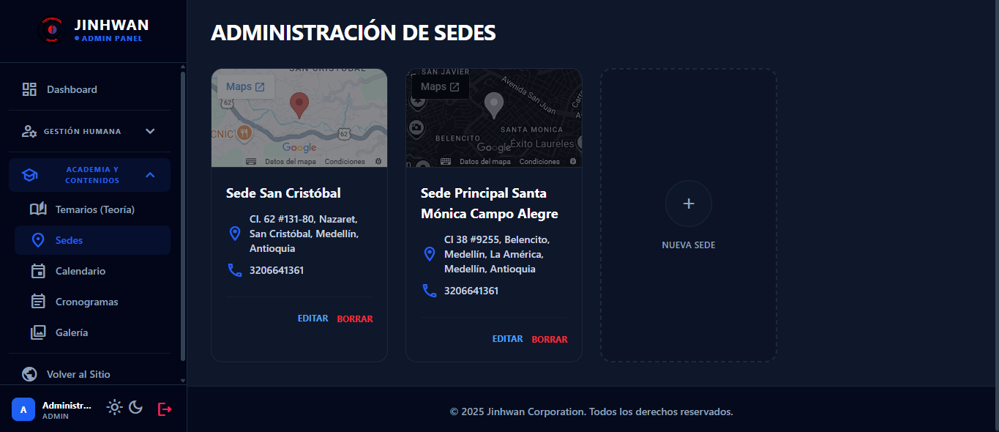 JINHWAN
ADMIN PANEL
Dashboard
GESTIÓN HUMANA
ACADEMIA Y
CONTENIDOS
Temarios (Teoría)
Sedes
Calendario
Cronogramas
Galería
Volver al Sitio
A
Administr...
ADMIN
ADMINISTRACIÓN DE SEDES
SAN CRISTÓBAL
Maps
62
62
CNIC
Google
Datos del mapa Condiciones
Sede San Cristóbal
Cl. 62 #131-80, Nazaret,
San Cristóbal, Medellín,
Antioquia
3206641361
EDITAR BORRAR
SAN JAVIER
Maps
Avenida San Juan
SANTA MONICA
BELENCITO
Éxito Laureles
Google
Datos del mapa Condiciones
Sede Principal Santa
Mónica Campo Alegre
Cl 38 #9255, Belencito,
Medellín, La América,
Medellín, Antioquia
3206641361
EDITAR BORRAR
+
NUEVA SEDE
© 2025 Jinhwan Corporation. Todos los derechos reservados.